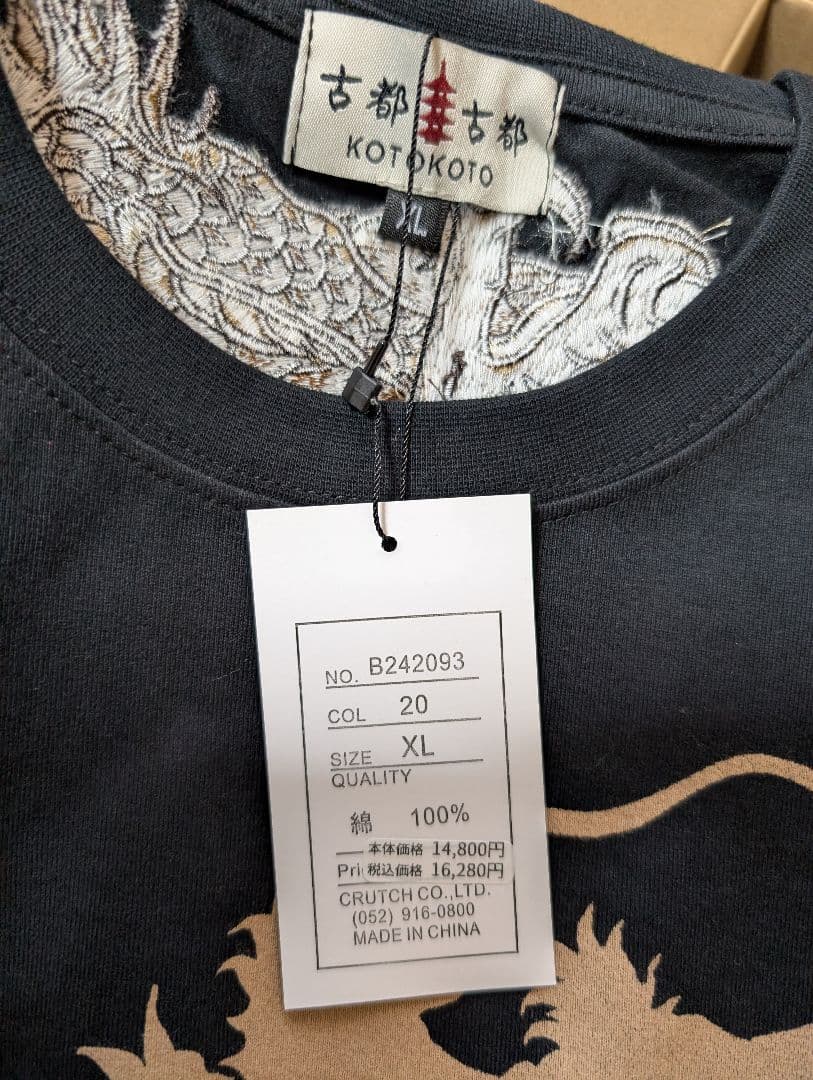 古都 古都
KOTOKOTO
XL
NO. B242093
COL 20
SIZE XL
QUALITY
綿 100%
本体価格 14,800円
Pri 税込価格 16,280円
CRUTCH CO.,LTD.
(052) 916-0800
MADE IN CHINA